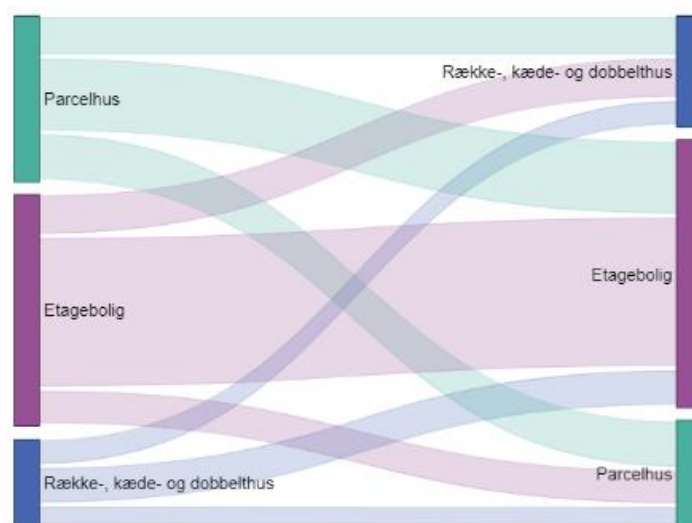 Række-, kæde- og dobbelthus
Parcelhus
Etagebolig
Etagebolig
Parcelhus
Række-, kæde- og dobbelthus